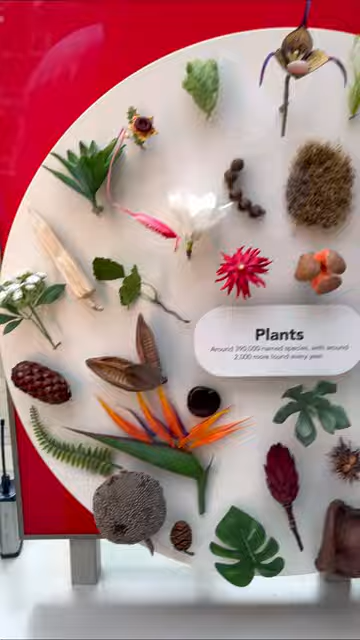 Plants
Around 390,000 named species, with around
2,000 more found every year